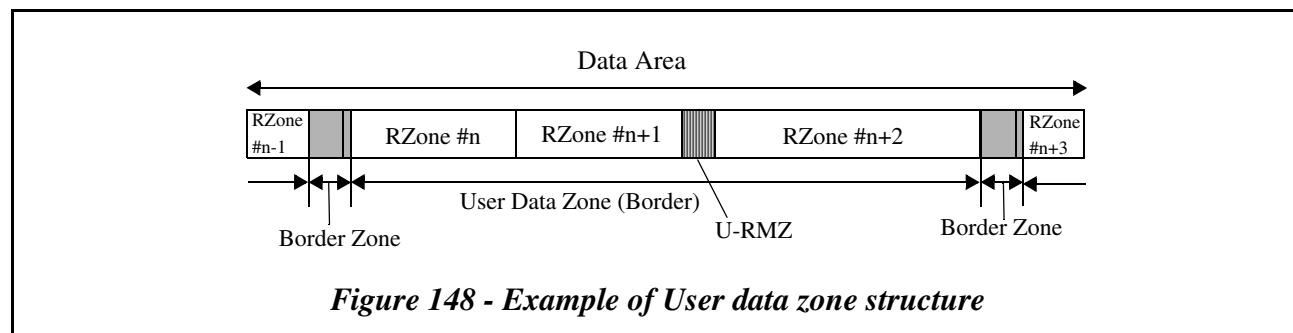 Data Area
RZone
#n-1
RZone #n
RZone #n+1
RZone #n+2
RZone
#n+3
User Data Zone (Border)
U-RMZ
Border Zone
Border Zone
Figure 148 - Example of User data zone structure